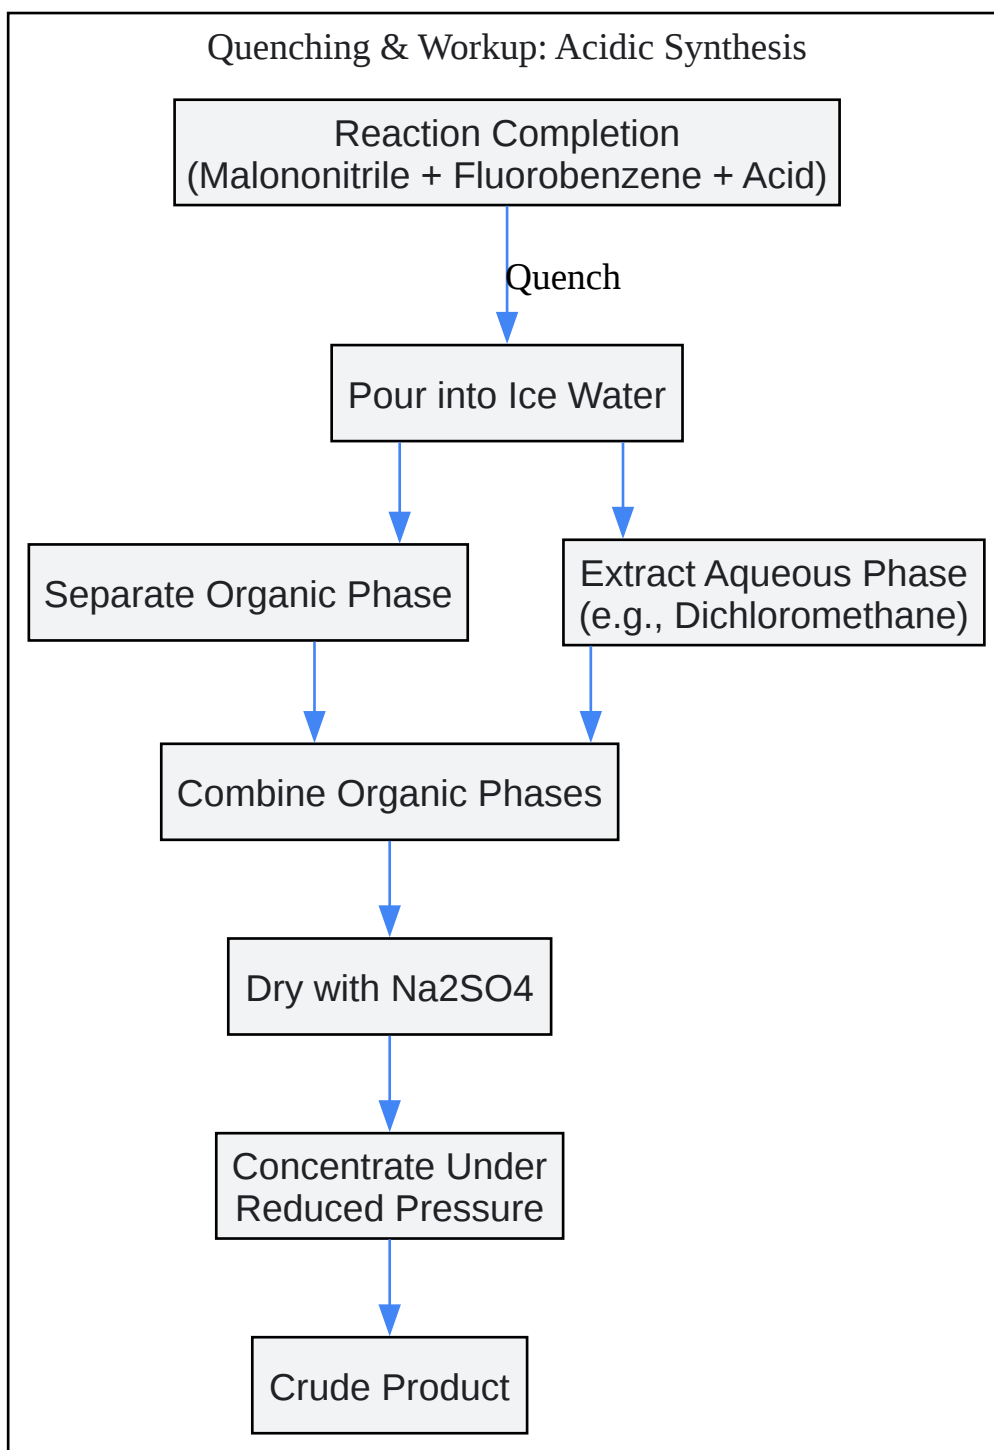 Quenching & Workup: Acidic Synthesis
Reaction Completion
(Malononitrile + Fluorobenzene + Acid)
Quench
Pour into Ice Water
Separate Organic Phase
Extract Aqueous Phase
(e.g., Dichloromethane)
Combine Organic Phases
Dry with Na2SO4
Concentrate Under
Reduced Pressure
Crude Product